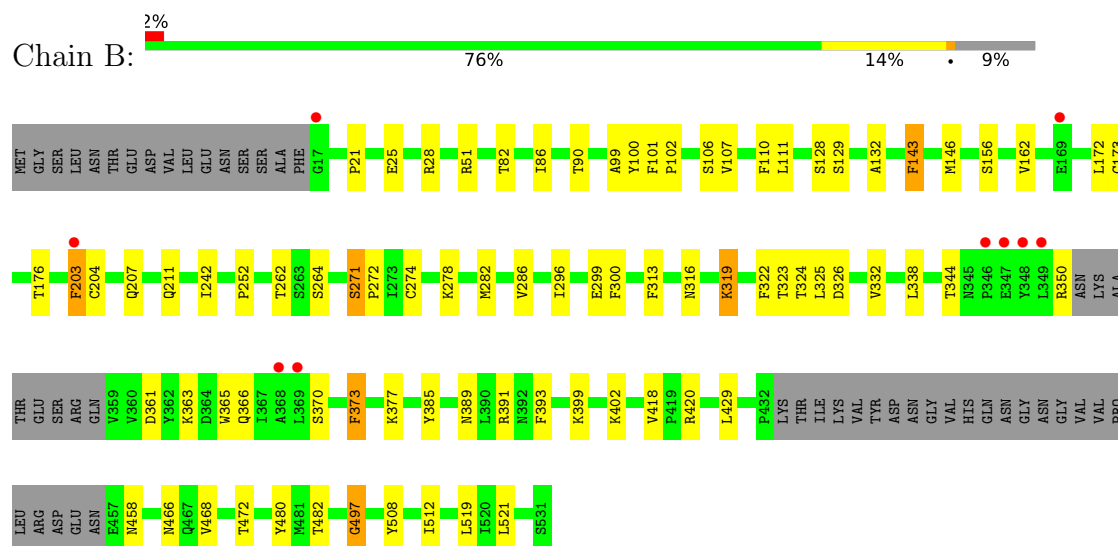 2%
Chain B:
76% 14% • 9%
MET GLY SER LEU ASN THR GLU ASP VAL LEU GLU ASN SER SER ALA PHE G17 P21 E25 R28 R51 T82 I86 T90 A99 Y100 F101 P102 S106 V107 F110 L111 S128 S129 A132 F143 M146 S156 V162 E169 L172 C173
T176 F203 C204 Q207 Q211 I242 P252 T262 S263 S264 S271 P272 I273 C274 K278 M282 V286 I296 E299 F300 F313 N316 K319 F322 T323 T324 L325 D326 V332 L338 T344 N345 P346 E347 Y348 L349 R350 ASN LYS ALA
THR GLU SER ARG GLN V359 V360 D361 Y362 K363 D364 W365 Q366 I367 A368 L369 S370 F373 K377 Y385 N389 L390 R391 N392 F393 K399 K402 V418 P419 R420 L429 P432 LYS THR ILE LYS VAL TYR ASP ASN GLY VAL HIS GLN ASN GLY ASN GLY VAL VAL PRO
LEU ARG ASP GLU ASN E457 N458 N466 Q467 V468 T472 Y480 M481 T482 G497 Y508 I512 L519 I520 L521 S531